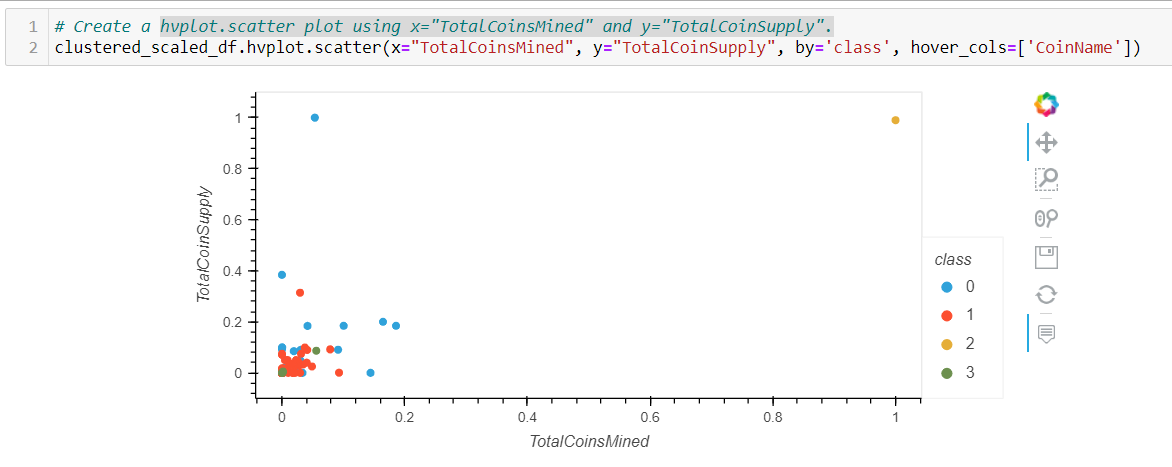 1 # Create a hvplot.scatter plot using x="TotalCoinsMined" and y="TotalCoinSupply".
2 clustered_scaled_df.hvplot.scatter(x="TotalCoinsMined", y="TotalCoinSupply", by='class', hover_cols=['CoinName'])
TotalCoinSupply
1
0.8
0.6
0.4
0.2
0
0 0.2 0.4 0.6 0.8 1
TotalCoinsMined
class
0
1
2
3